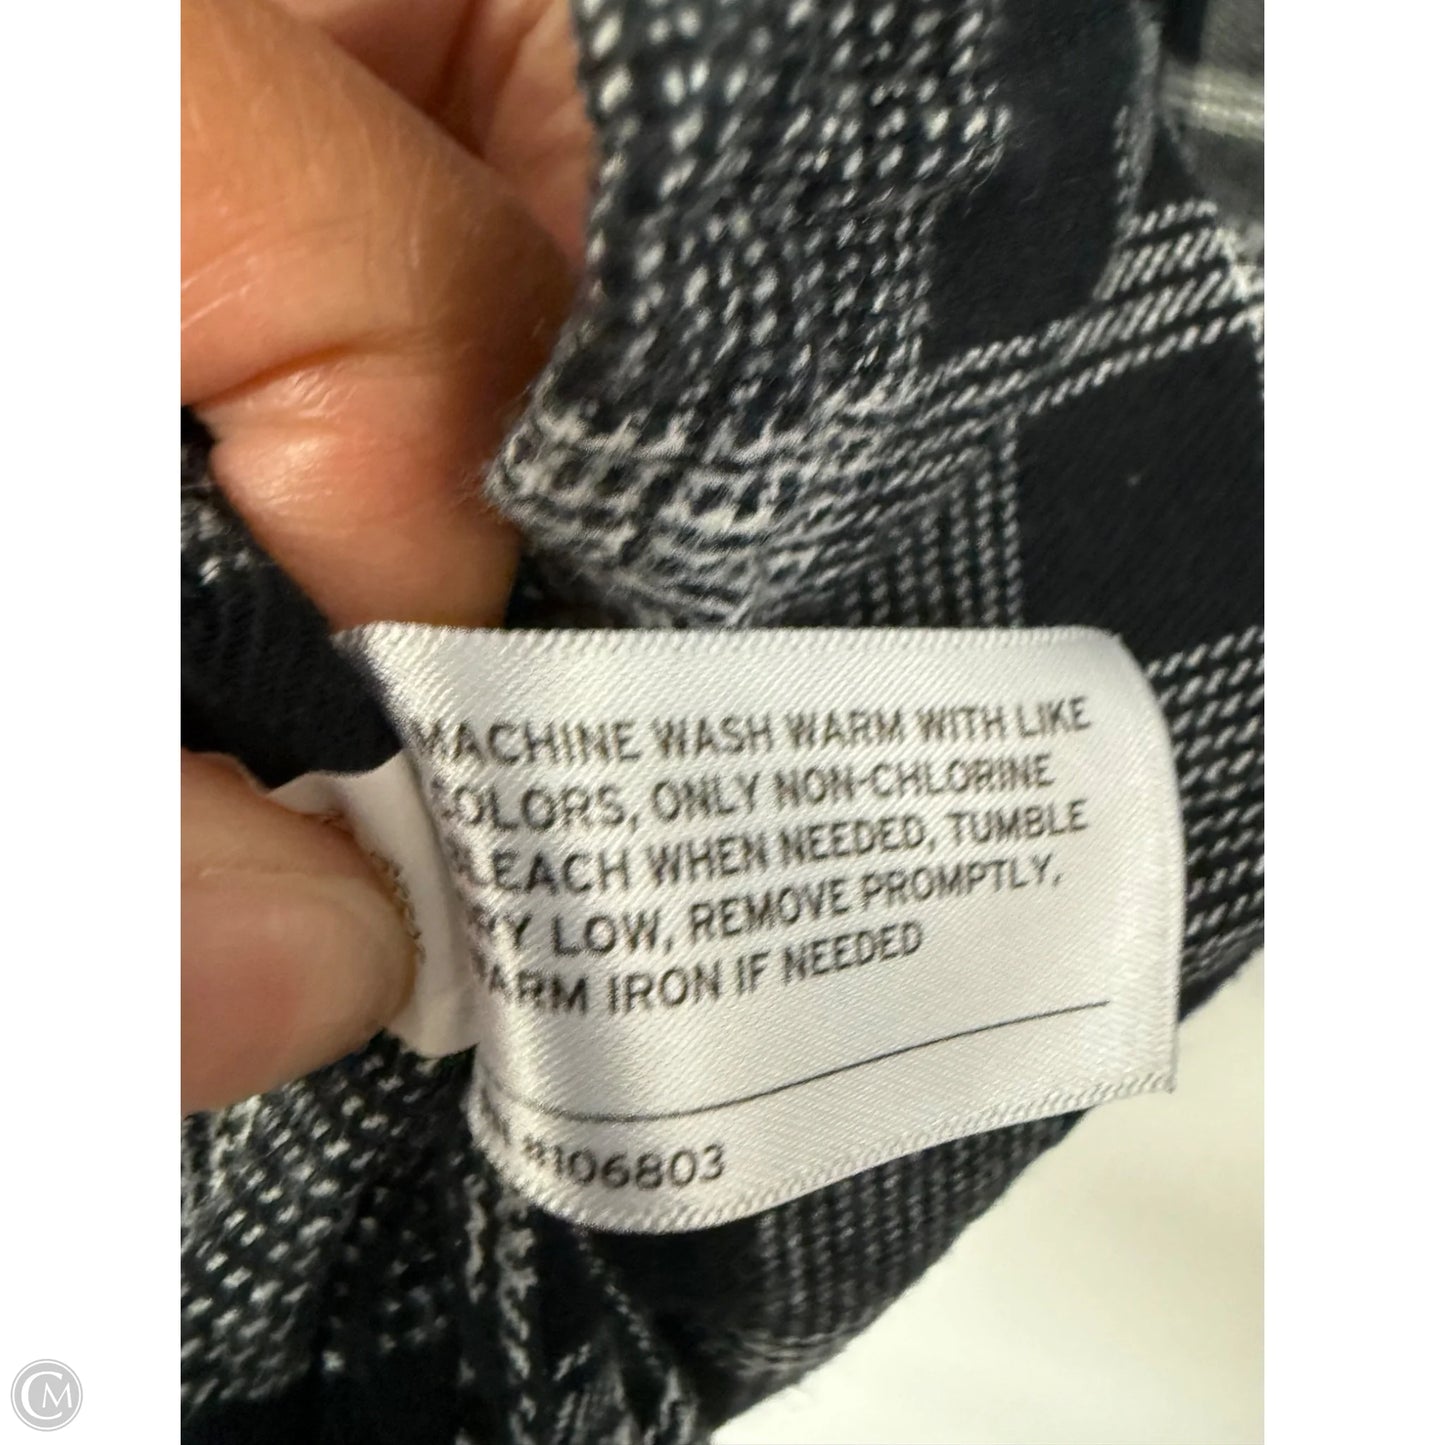 MACHINE WASH WARM WITH LIKE
COLORS, ONLY NON-CHLORINE
BLEACH WHEN NEEDED, TUMBLE
DRY LOW, REMOVE PROMPTLY,
WARM IRON IF NEEDED
#106803
CM